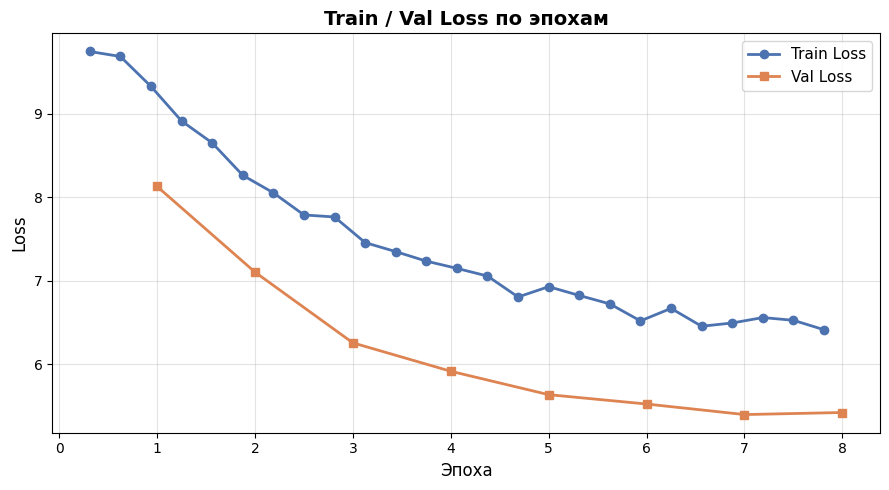 Train / Val Loss по эпохам
Train Loss
Val Loss
Loss
9
8
7
6
0 1 2 3 4 5 6 7 8
Эпоха